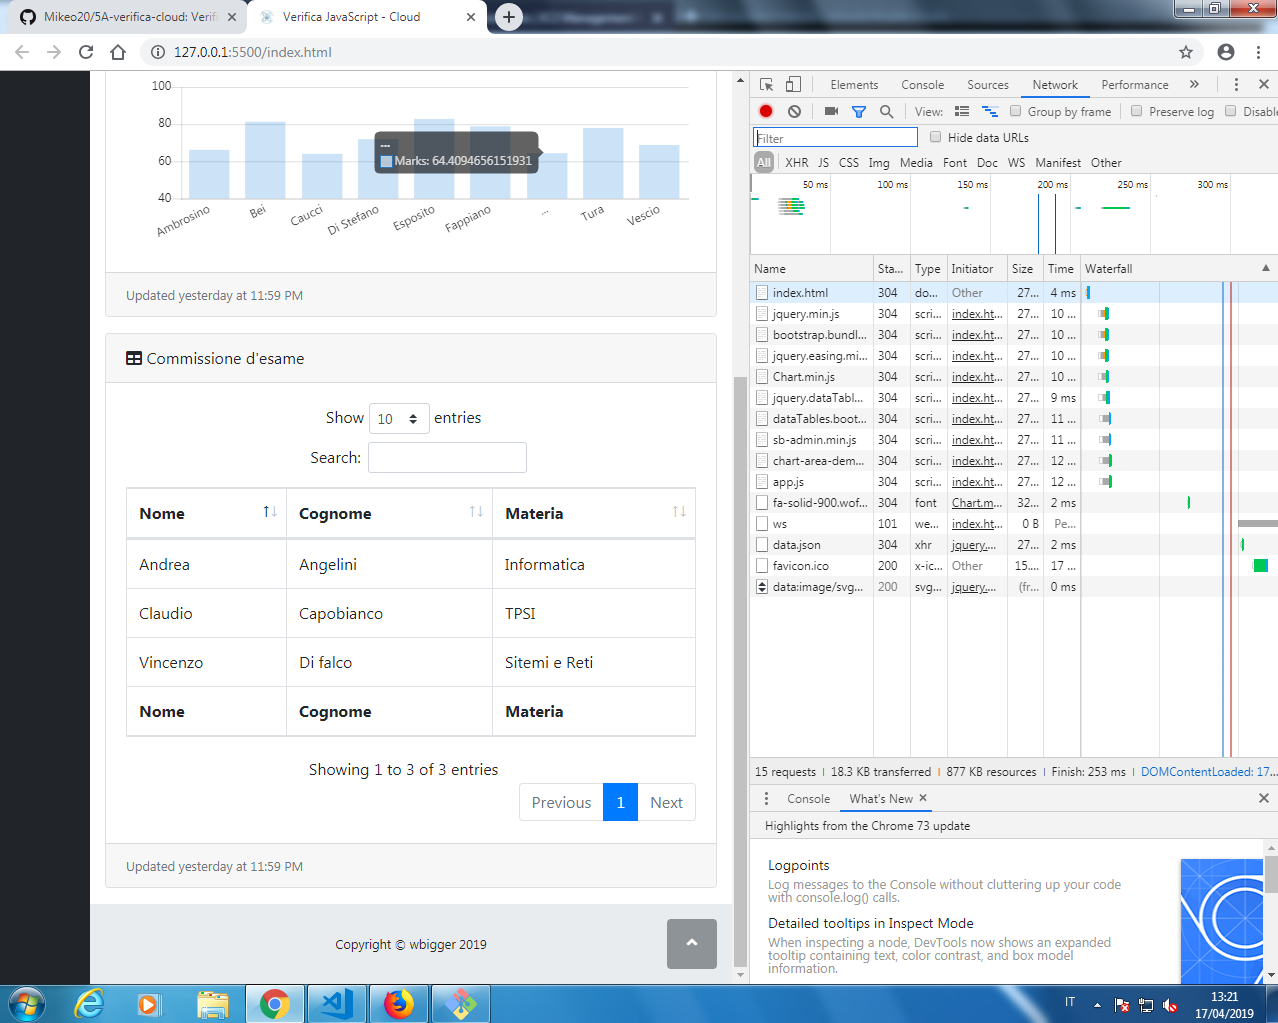 Mikeo20/5A-verifica-cloud: Verif
Verifica JavaScript - Cloud
127.0.0.1:5500/index.html
100
80
60
40
---
Marks: 64.4094656151931
Ambrosino
Bei
Caucci
Di Stefano
Esposito
Fappiano
...
Tura
Vescio
Updated yesterday at 11:59 PM
Commissione d'esame
Show 10 entries
Search:
Nome Cognome Materia
Andrea Angelini Informatica
Claudio Capobianco TPSI
Vincenzo Di falco Sitemi e Reti
Nome Cognome Materia
Showing 1 to 3 of 3 entries
Previous 1 Next
Updated yesterday at 11:59 PM
Copyright © wbigger 2019
Elements Console Sources Network Performance »
View: Group by frame Preserve log Disable
Filter Hide data URLs
All XHR JS CSS Img Media Font Doc WS Manifest Other
50 ms 100 ms 150 ms 200 ms 250 ms 300 ms
Name Sta... Type Initiator Size Time Waterfall
index.html 304 do... Other 27... 4 ms
jquery.min.js 304 scri... index.ht... 27... 10 ...
bootstrap.bundl... 304 scri... index.ht... 27... 10 ...
jquery.easing.mi... 304 scri... index.ht... 27... 10 ...
Chart.min.js 304 scri... index.ht... 27... 10 ...
jquery.dataTabl... 304 scri... index.ht... 27... 9 ms
dataTables.boot... 304 scri... index.ht... 27... 11 ...
sb-admin.min.js 304 scri... index.ht... 27... 11 ...
chart-area-dem... 304 scri... index.ht... 27... 12 ...
app.js 304 scri... index.ht... 27... 12 ...
fa-solid-900.wof... 304 font Chart.m... 32... 2 ms
ws 101 we... index.ht... 0 B Pe...
data.json 304 xhr jquery.... 27... 2 ms
favicon.ico 200 x-ic... Other 15.... 17 ...
data:image/svg... 200 svg... jquery.... (fr... 0 ms
15 requests | 18.3 KB transferred | 877 KB resources | Finish: 253 ms | DOMContentLoaded: 17...
Console What's New
Highlights from the Chrome 73 update
Logpoints
Log messages to the Console without cluttering up your code
with console.log() calls.
Detailed tooltips in Inspect Mode
When inspecting a node, DevTools now shows an expanded
tooltip containing text, color contrast, and box model
information.
IT
13:21
17/04/2019